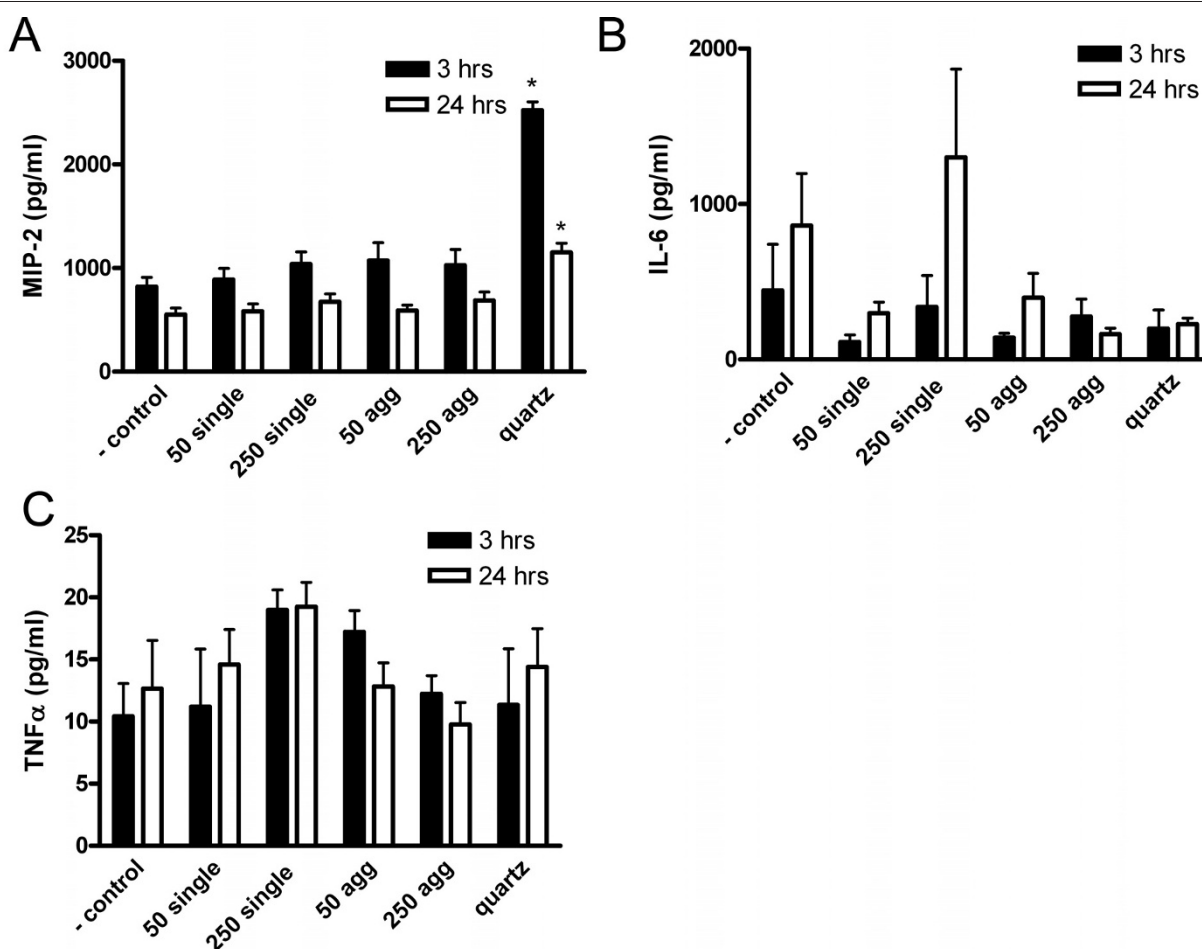 A
MIP-2 (pg/ml)
3000
2000
1000
0
3 hrs
24 hrs
*
*
- control
50 single
250 single
50 agg
250 agg
quartz
B
IL-6 (pg/ml)
2000
1000
0
3 hrs
24 hrs
- control
50 single
250 single
50 agg
250 agg
quartz
C
TNFα (pg/ml)
25
20
15
10
5
0
3 hrs
24 hrs
- control
50 single
250 single
50 agg
250 agg
quartz